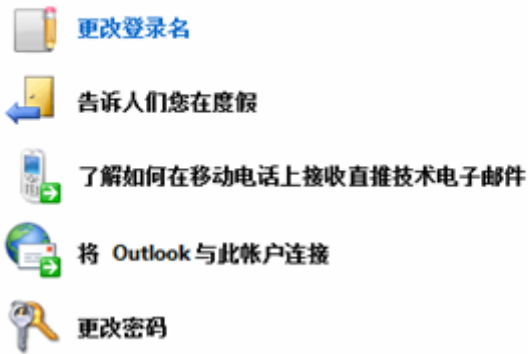 更改登录名
告诉人们您在度假
了解如何在移动电话上接收直推技术电子邮件
将 Outlook 与此帐户连接
更改密码